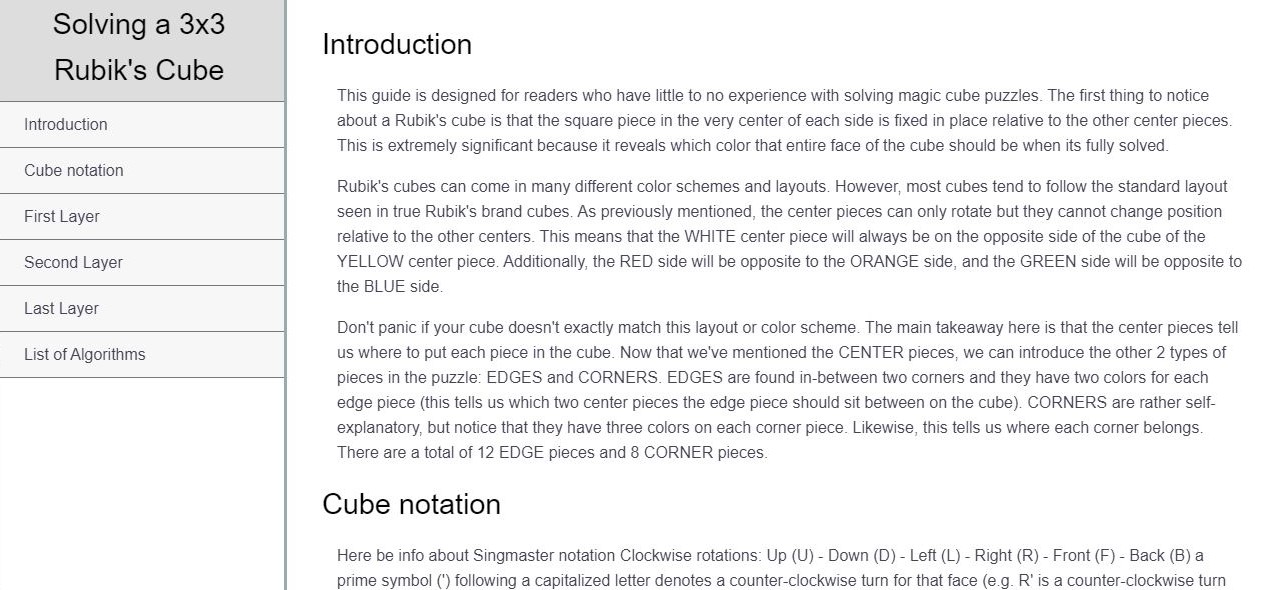 Solving a 3x3
Rubik's Cube
Introduction
Cube notation
First Layer
Second Layer
Last Layer
List of Algorithms
Introduction
This guide is designed for readers who have little to no experience with solving magic cube puzzles. The first thing to notice
about a Rubik's cube is that the square piece in the very center of each side is fixed in place relative to the other center pieces.
This is extremely significant because it reveals which color that entire face of the cube should be when its fully solved.
Rubik's cubes can come in many different color schemes and layouts. However, most cubes tend to follow the standard layout
seen in true Rubik's brand cubes. As previously mentioned, the center pieces can only rotate but they cannot change position
relative to the other centers. This means that the WHITE center piece will always be on the opposite side of the cube of the
YELLOW center piece. Additionally, the RED side will be opposite to the ORANGE side, and the GREEN side will be opposite to
the BLUE side.
Don't panic if your cube doesn't exactly match this layout or color scheme. The main takeaway here is that the center pieces tell
us where to put each piece in the cube. Now that we've mentioned the CENTER pieces, we can introduce the other 2 types of
pieces in the puzzle: EDGES and CORNERS. EDGES are found in-between two corners and they have two colors for each
edge piece (this tells us which two center pieces the edge piece should sit between on the cube). CORNERS are rather self-
explanatory, but notice that they have three colors on each corner piece. Likewise, this tells us where each corner belongs.
There are a total of 12 EDGE pieces and 8 CORNER pieces.
Cube notation
Here be info about Singmaster notation Clockwise rotations: Up (U) - Down (D) - Left (L) - Right (R) - Front (F) - Back (B) a
prime symbol (') following a capitalized letter denotes a counter-clockwise turn for that face (e.g. R' is a counter-clockwise turn